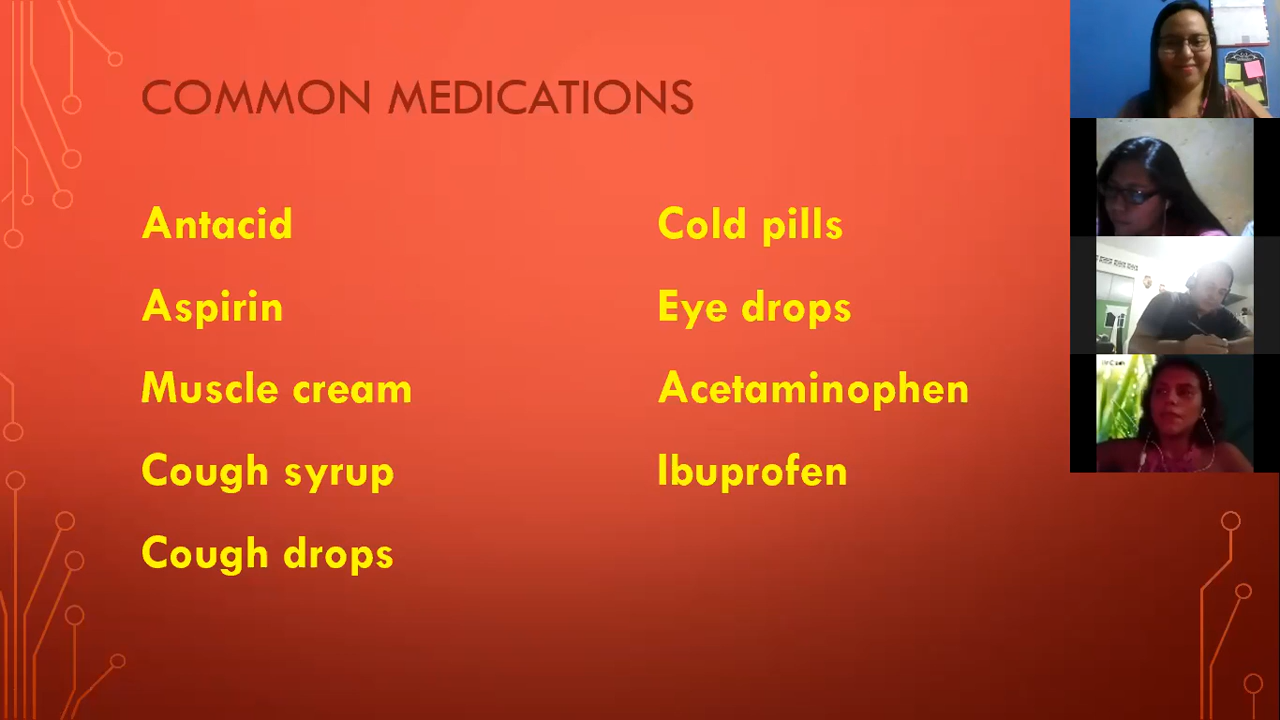 COMMON MEDICATIONS
Antacid
Aspirin
Muscle cream
Cough syrup
Cough drops
Cold pills
Eye drops
Acetaminophen
Ibuprofen